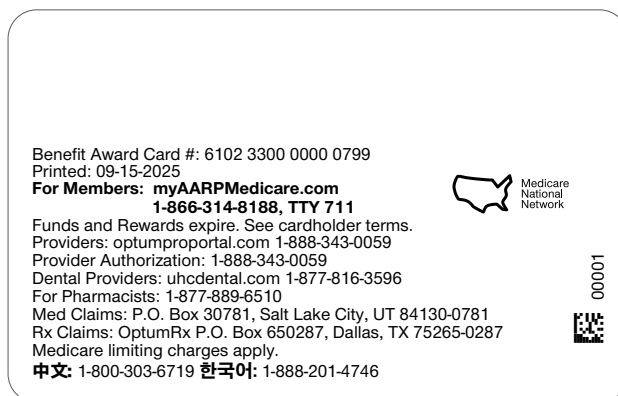 Benefit Award Card #: 6102 3300 0000 0799
Printed: 09-15-2025
For Members: myAARPMedicare.com
1-866-314-8188, TTY 711
Funds and Rewards expire. See cardholder terms.
Providers: optumproportal.com 1-888-343-0059
Provider Authorization: 1-888-343-0059
Dental Providers: uhcdental.com 1-877-816-3596
For Pharmacists: 1-877-889-6510
Med Claims: P.O. Box 30781, Salt Lake City, UT 84130-0781
Rx Claims: OptumRx P.O. Box 650287, Dallas, TX 75265-0287
Medicare limiting charges apply.
中文: 1-800-303-6719 한국어: 1-888-201-4746
Medicare
National
Network
00001